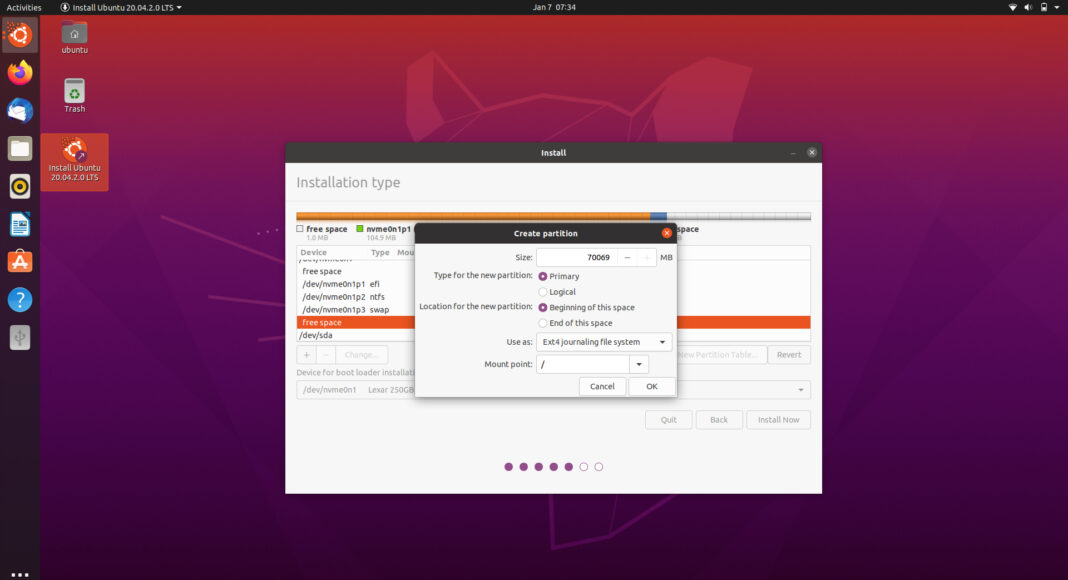 Activities
Install Ubuntu 20.04.2.0 LTS
Jan 7 07:34
ubuntu
Trash
Install Ubuntu
20.04.2.0 LTS
Install
Installation type
free space
1.0 MB
nvme0n1p1
104.9 MB
space
B
Device Type Mou
free space
/dev/nvme0n1p1 efi
/dev/nvme0n1p2 ntfs
/dev/nvme0n1p3 swap
free space
/dev/sda
+ − Change...
New Partition Table... Revert
Device for boot loader installati
/dev/nvme0n1 Lexar 250GB
Quit Back Install Now
Create partition
Size: 70069 − + MB
Type for the new partition: Primary
Logical
Location for the new partition: Beginning of this space
End of this space
Use as: Ext4 journaling file system
Mount point: /
Cancel OK